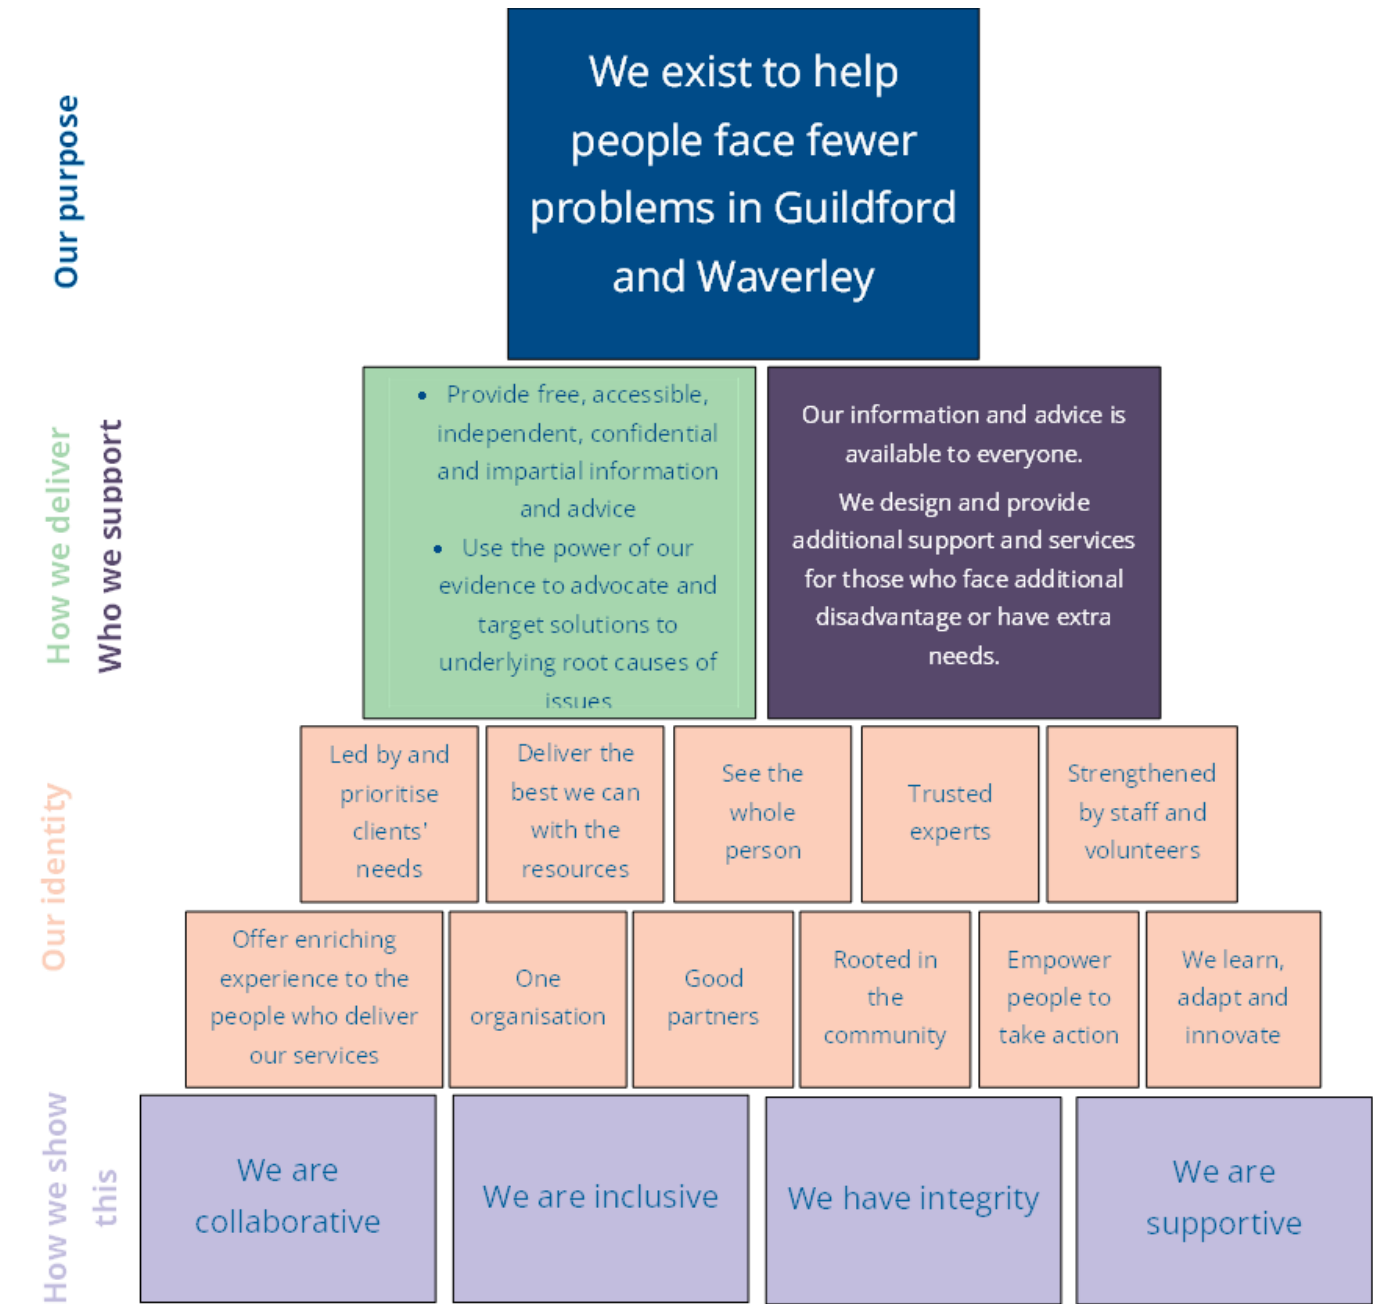 Our purpose
We exist to help
people face fewer
problems in Guildford
and Waverley
How we deliver
Who we support
• Provide free, accessible,
independent, confidential
and impartial information
and advice
• Use the power of our
evidence to advocate and
target solutions to
underlying root causes of
issues
Our information and advice is
available to everyone.
We design and provide
additional support and services
for those who face additional
disadvantage or have extra
needs.
Our identity
Led by and
prioritise
clients'
needs
Deliver the
best we can
with the
resources
See the
whole
person
Trusted
experts
Strengthened
by staff and
volunteers
Offer enriching
experience to the
people who deliver
our services
One
organisation
Good
partners
Rooted in
the
community
Empower
people to
take action
We learn,
adapt and
innovate
How we show
this
We are
collaborative
We are inclusive
We have integrity
We are
supportive